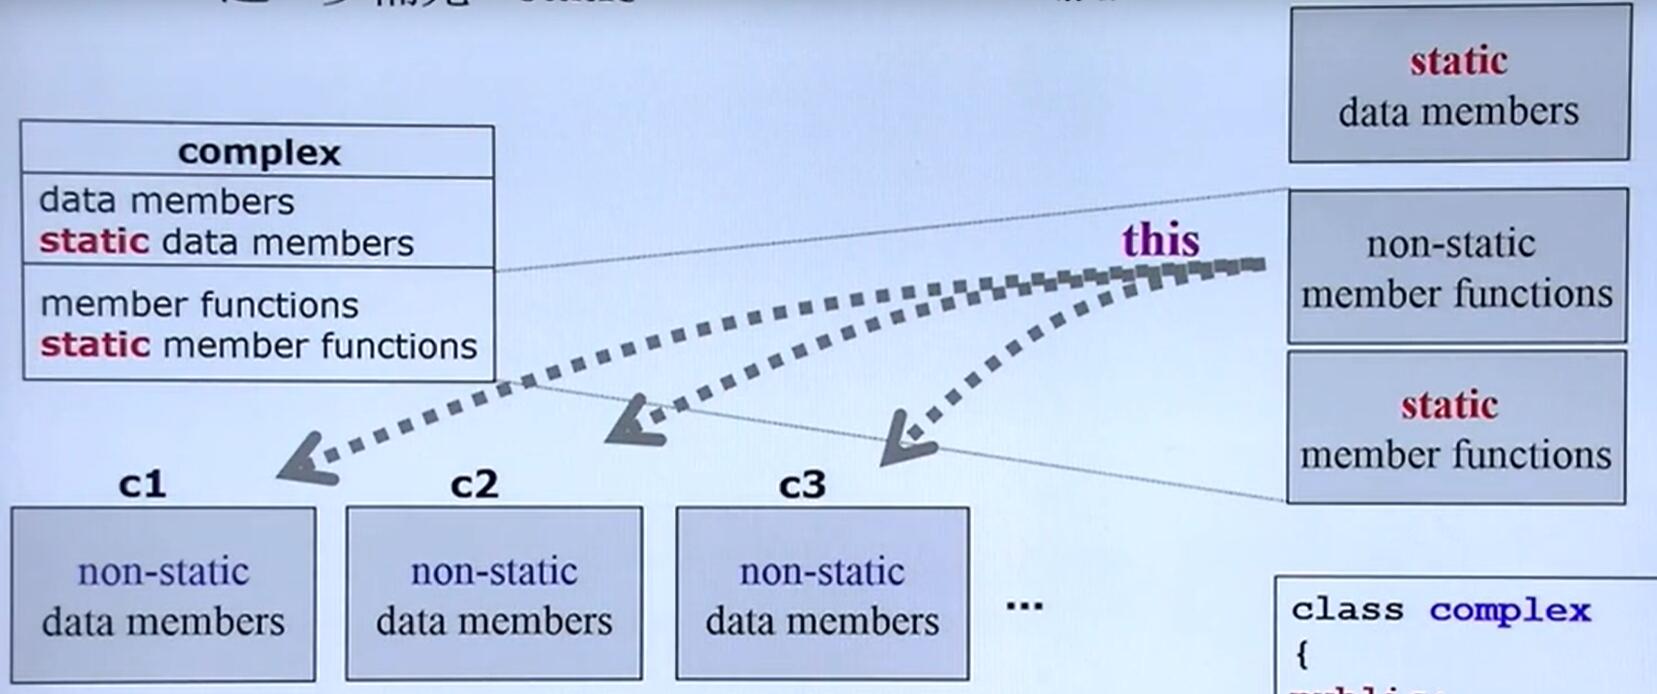 static
data members
complex
data members
static data members
member functions
static member functions
this
non-static
member functions
static
member functions
c1
c2
c3
non-static
data members
non-static
data members
non-static
data members
...
class complex
{